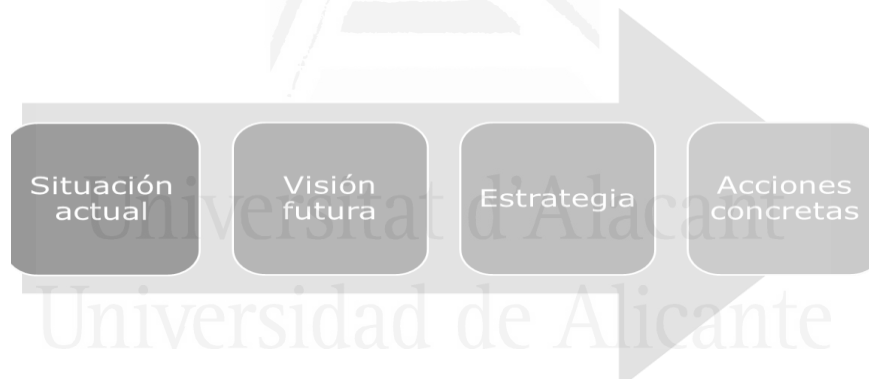 Situación
actual
Visión
futura
Estrategia
Acciones
concretas
Universitat d'Alacant
Universidad de Alicante